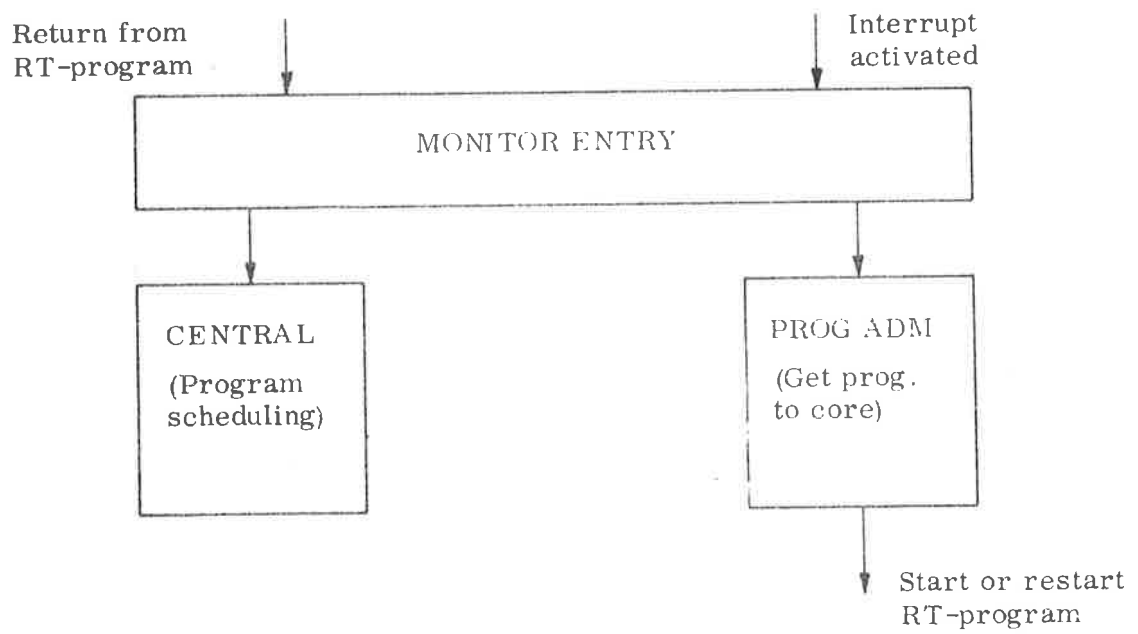 Return from
RT-program
Interrupt
activated
MONITOR ENTRY
CENTRAL
(Program
scheduling)
PROG ADM
(Get prog.
to core)
Start or restart
RT-program